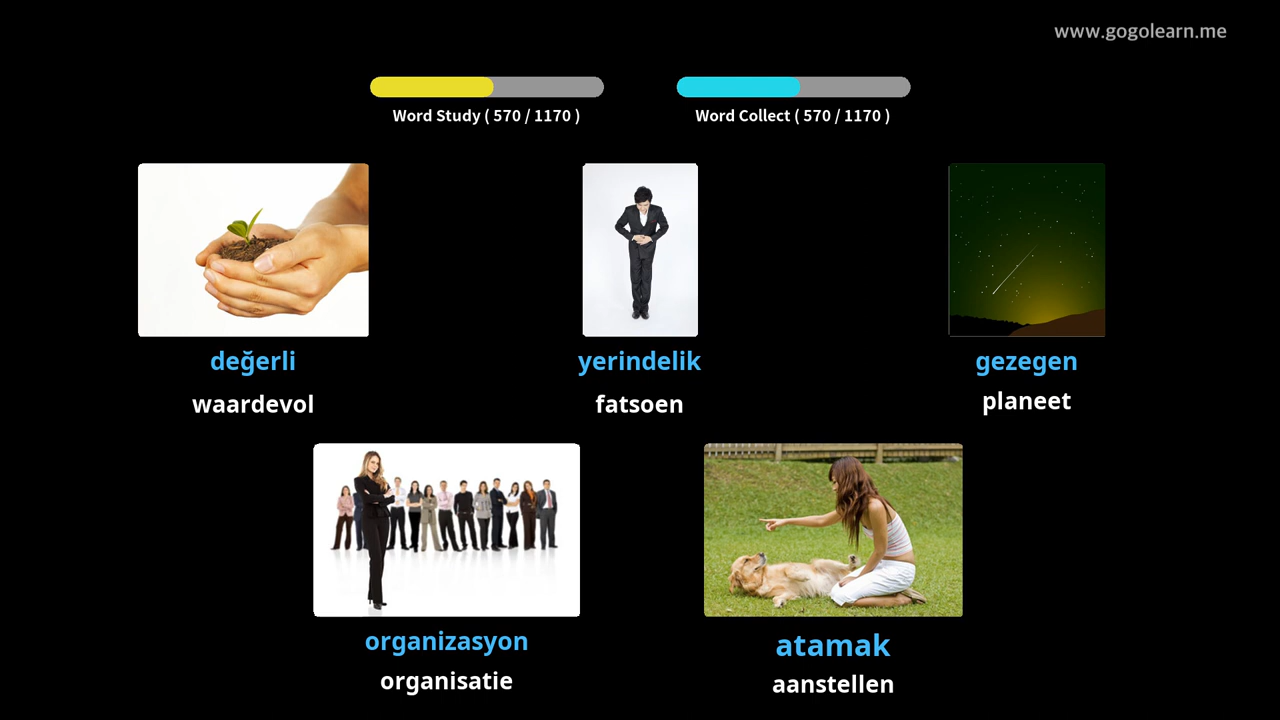 www.gogolearn.me
Word Study ( 570 / 1170 )
Word Collect ( 570 / 1170 )
değerli
yerindelik
gezegen
waardevol
fatsoen
planeet
organizasyon
atamak
organisatie
aanstellen